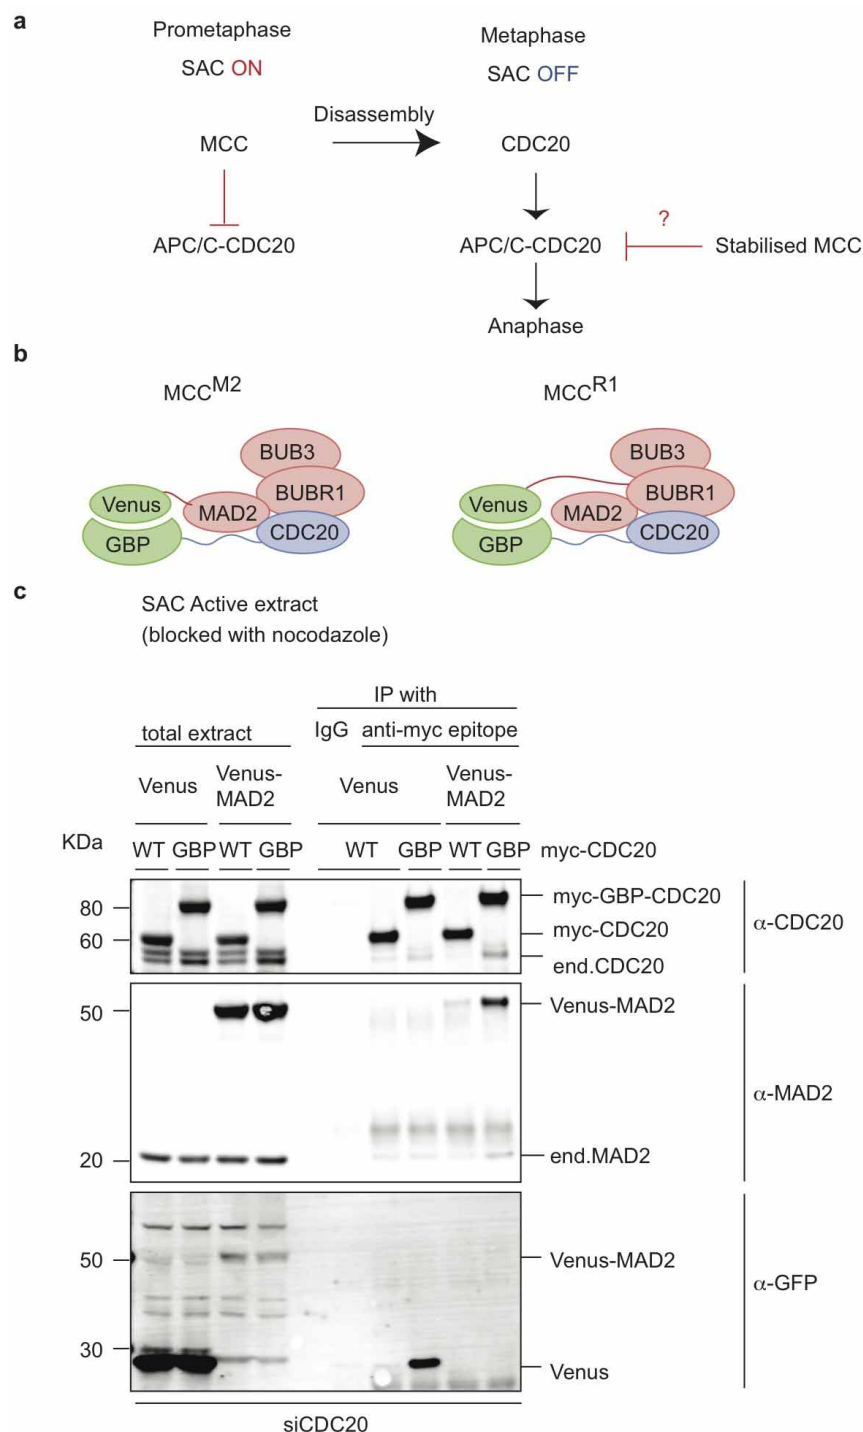 a
Prometaphase
Metaphase
SAC ON
SAC OFF
Disassembly
MCC
CDC20
?
APC/C-CDC20
APC/C-CDC20
Stabilised MCC
Anaphase
b
MCC^M2
MCC^R1
BUB3
BUB3
Venus
BUBR1
Venus
BUBR1
MAD2
MAD2
GBP
CDC20
GBP
CDC20
c
SAC Active extract
(blocked with nocodazole)
IP with
total extract
IgG
anti-myc epitope
Venus
Venus-
MAD2
Venus
Venus-
MAD2
KDa
WT GBP WT GBP
WT GBP WT GBP
myc-CDC20
80
60
myc-GBP-CDC20
myc-CDC20
end.CDC20
α-CDC20
50
20
Venus-MAD2
end.MAD2
α-MAD2
50
30
Venus-MAD2
Venus
α-GFP
siCDC20